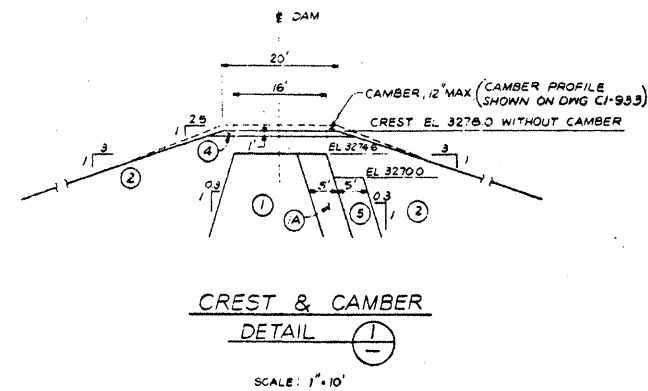 ℄ DAM
20'
16'
CAMBER, 12" MAX (CAMBER PROFILE
SHOWN ON DWG C1-933)
CREST EL 3278.0 WITHOUT CAMBER
2.5
1
4
1'
EL 3274.6
3
1
3
1
2
EL 3270.0
0.3
1
5'
5'
0.3
1
1
1A
5
2
CREST & CAMBER
DETAIL 1
—
SCALE: 1"=10'